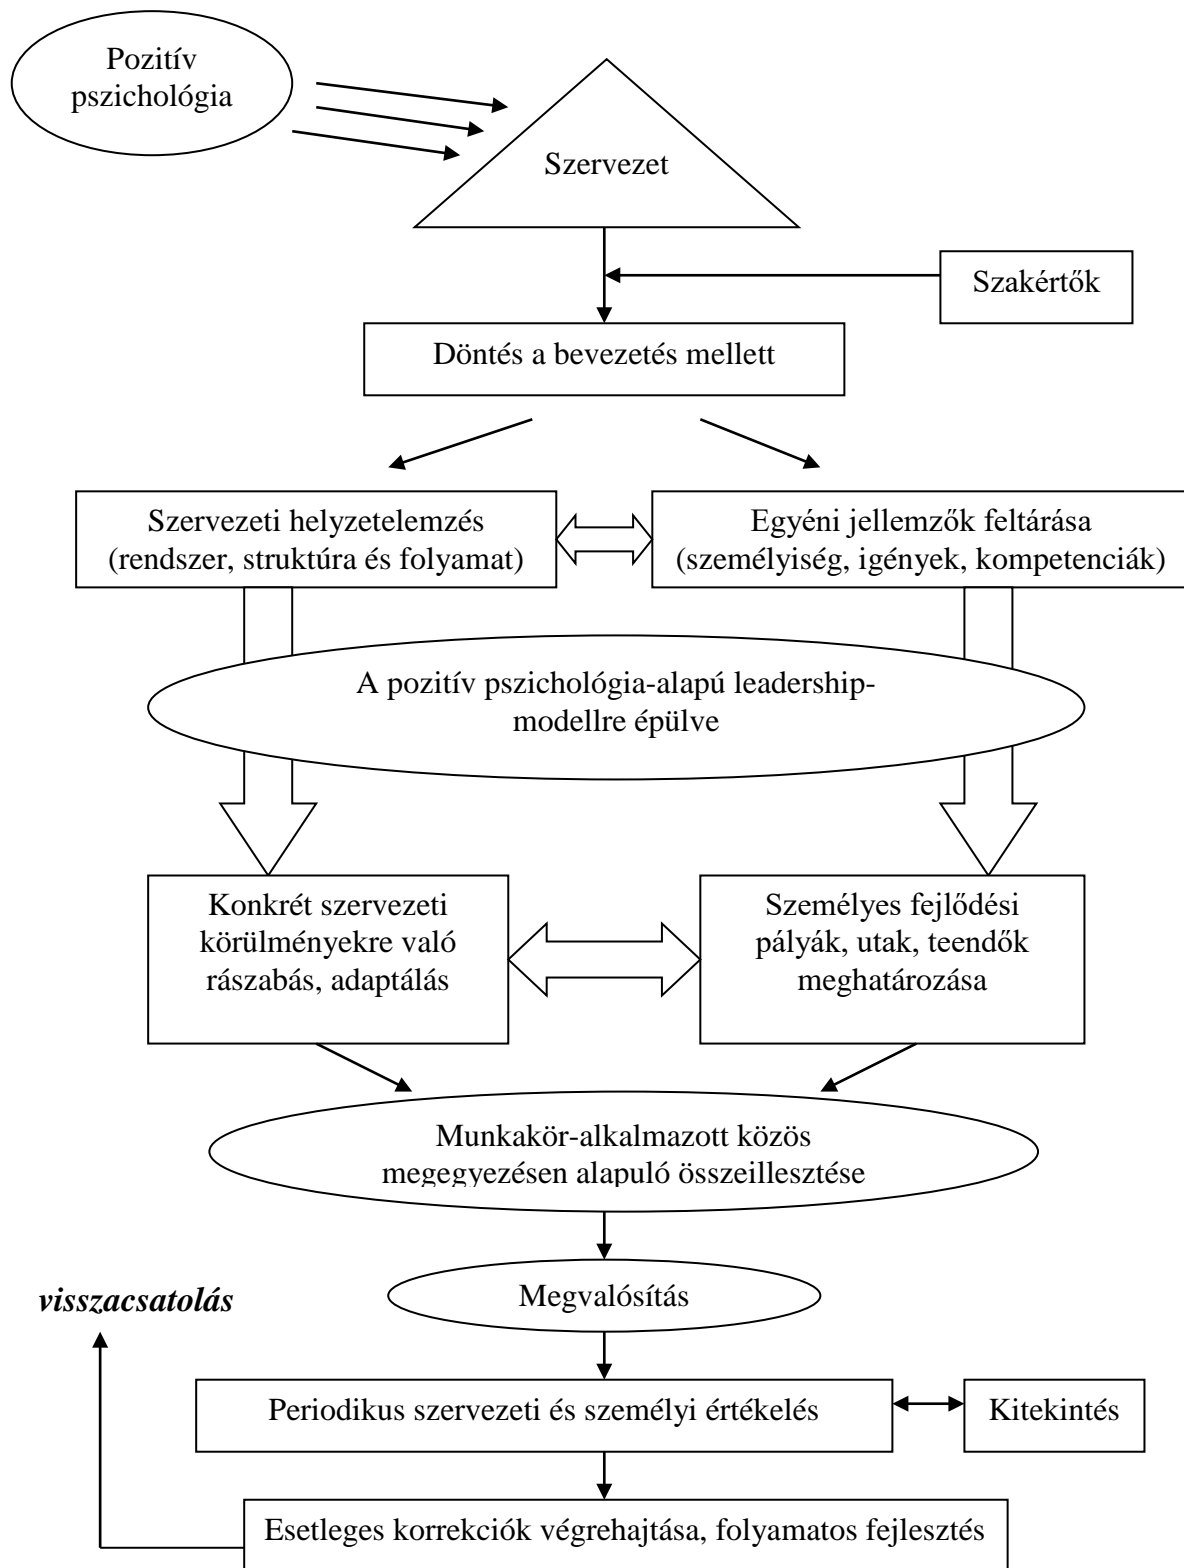 Pozitív
pszichológia
Szervezet
Szakértők
Döntés a bevezetés mellett
Szervezeti helyzetelemzés
(rendszer, struktúra és folyamat)
Egyéni jellemzők feltárása
(személyiség, igények, kompetenciák)
A pozitív pszichológia-alapú leadership-
modellre épülve
Konkrét szervezeti
körülményekre való
rászabás, adaptálás
Személyes fejlődési
pályák, utak, teendők
meghatározása
Munkakör-alkalmazott közös
megegyezésen alapuló összeillesztése
Megvalósítás
visszacsatolás
Periodikus szervezeti és személyi értékelés
Kitekintés
Esetleges korrekciók végrehajtása, folyamatos fejlesztés